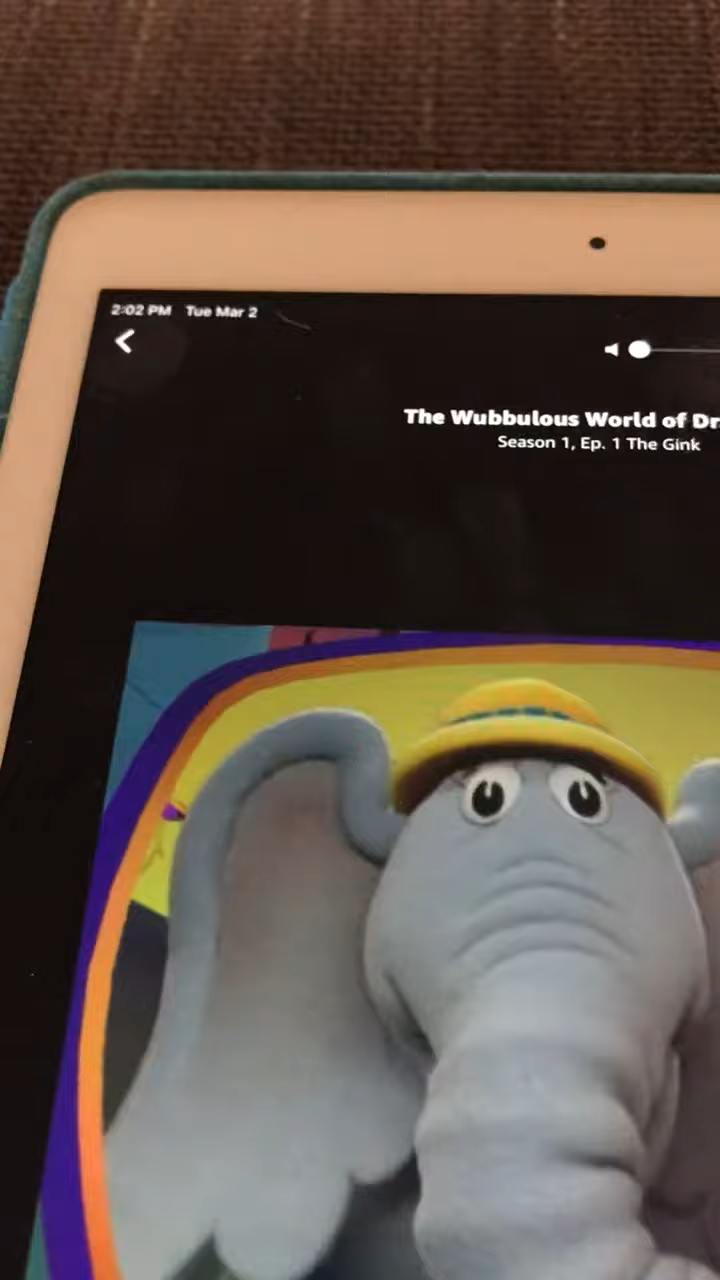 2:02 PM Tue Mar 2
The Wubbulous World of Dr
Season 1, Ep. 1 The Gink